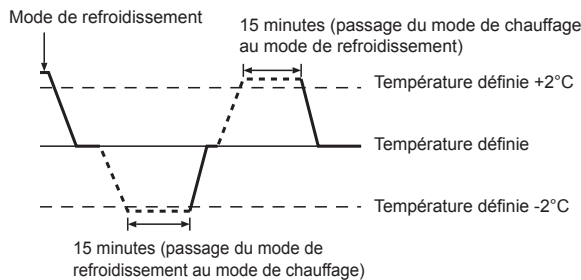 Mode de refroidissement
15 minutes (passage du mode de chauffage
au mode de refroidissement)
Température définie +2°C
Température définie
Température définie -2°C
15 minutes (passage du mode de
refroidissement au mode de chauffage)